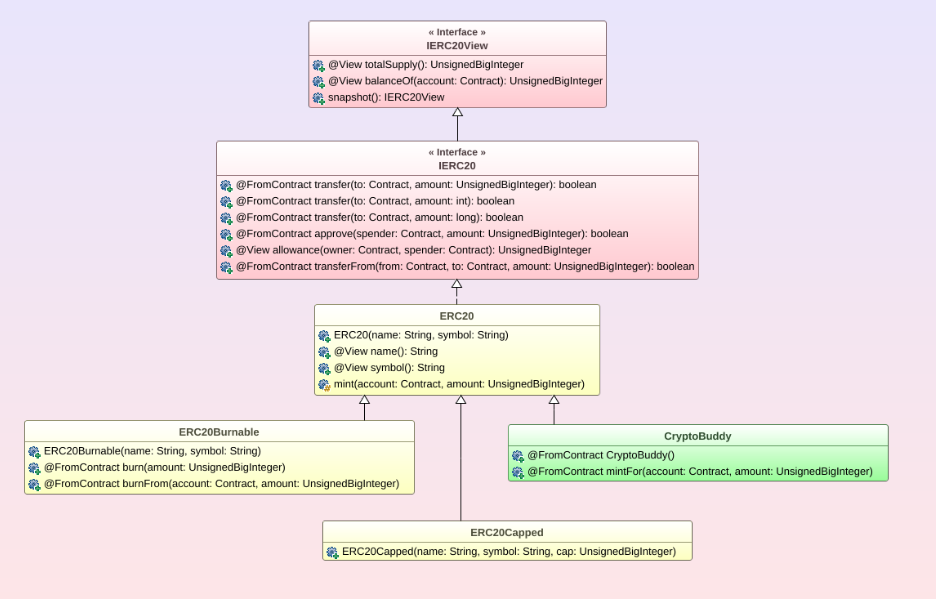 « Interface »
IERC20View
@View totalSupply(): UnsignedBigInteger
@View balanceOf(account: Contract): UnsignedBigInteger
snapshot(): IERC20View
« Interface »
IERC20
@FromContract transfer(to: Contract, amount: UnsignedBigInteger): boolean
@FromContract transfer(to: Contract, amount: int): boolean
@FromContract transfer(to: Contract, amount: long): boolean
@FromContract approve(spender: Contract, amount: UnsignedBigInteger): boolean
@View allowance(owner: Contract, spender: Contract): UnsignedBigInteger
@FromContract transferFrom(from: Contract, to: Contract, amount: UnsignedBigInteger): boolean
ERC20
ERC20(name: String, symbol: String)
@View name(): String
@View symbol(): String
mint(account: Contract, amount: UnsignedBigInteger)
ERC20Burnable
ERC20Burnable(name: String, symbol: String)
@FromContract burn(amount: UnsignedBigInteger)
@FromContract burnFrom(account: Contract, amount: UnsignedBigInteger)
CryptoBuddy
@FromContract CryptoBuddy()
@FromContract mintFor(account: Contract, amount: UnsignedBigInteger)
ERC20Capped
ERC20Capped(name: String, symbol: String, cap: UnsignedBigInteger)